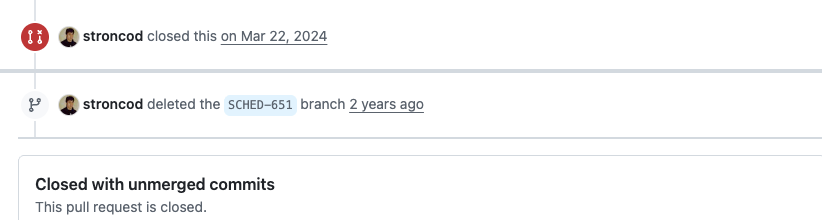 stroncod closed this on Mar 22, 2024
stroncod deleted the SCHED-651 branch 2 years ago
Closed with unmerged commits
This pull request is closed.